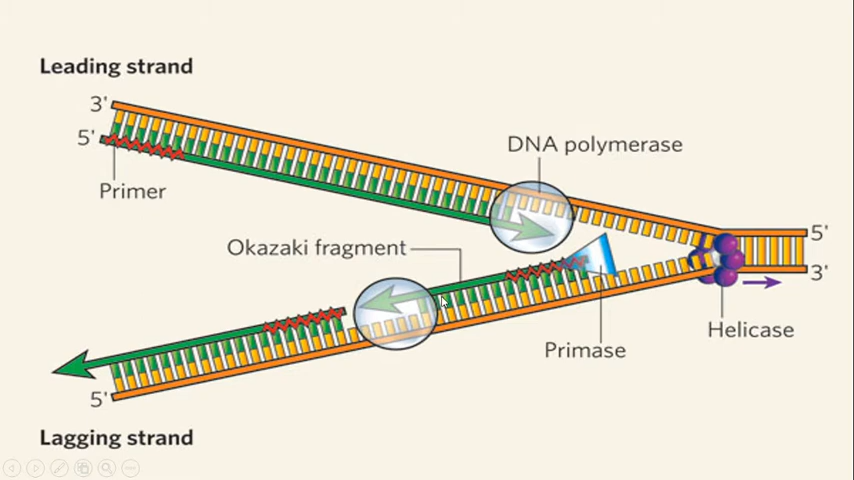 Leading strand
3'
5'
Primer
DNA polymerase
5'
3'
Okazaki fragment
Helicase
Primase
5'
Lagging strand